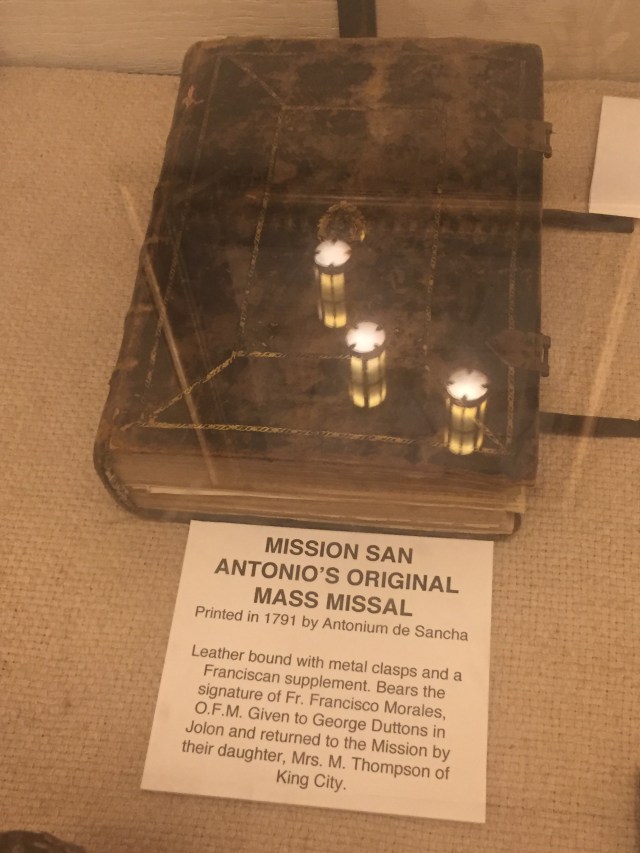 MISSION SAN
ANTONIO'S ORIGINAL
MASS MISSAL
Printed in 1791 by Antonium de Sancha
Leather bound with metal clasps and a
Franciscan supplement. Bears the
signature of Fr. Francisco Morales,
O.F.M. Given to George Duttons in
Jolon and returned to the Mission by
their daughter, Mrs. M. Thompson of
King City.